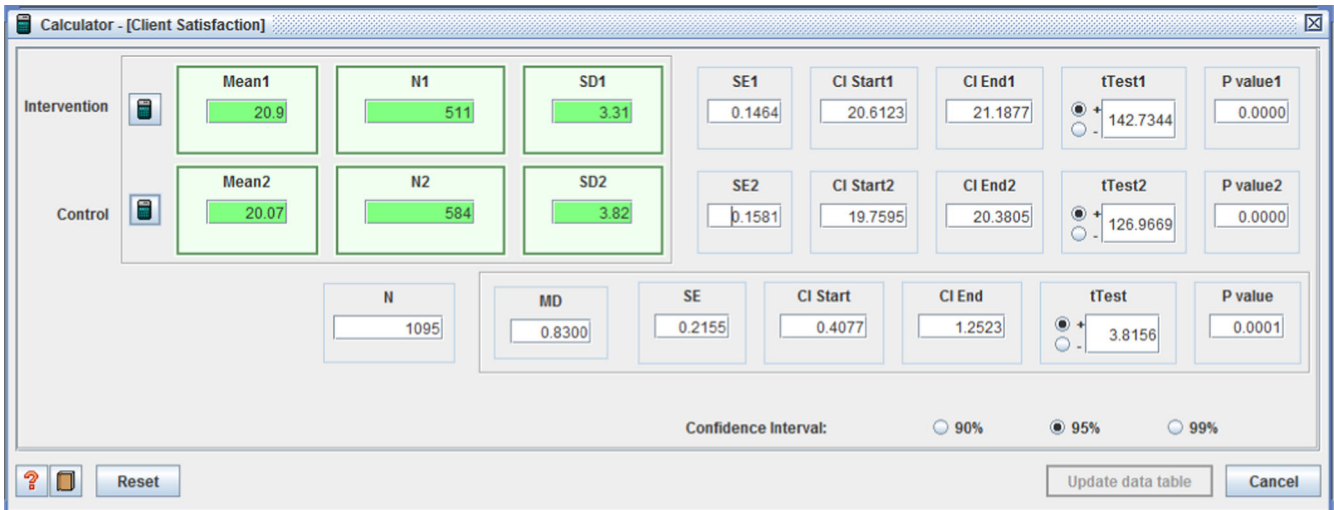 Calculator - [Client Satisfaction]
Mean1 N1 SD1 SE1 CI Start1 CI End1 tTest1 P value1
Intervention 20.9 511 3.31 0.1464 20.6123 21.1877 + - 142.7344 0.0000
Mean2 N2 SD2 SE2 CI Start2 CI End2 tTest2 P value2
Control 20.07 584 3.82 0.1581 19.7595 20.3805 + - 126.9669 0.0000
N MD SE CI Start CI End tTest P value
1095 0.8300 0.2155 0.4077 1.2523 + - 3.8156 0.0001
Confidence Interval: 90% 95% 99%
? Reset Update data table Cancel